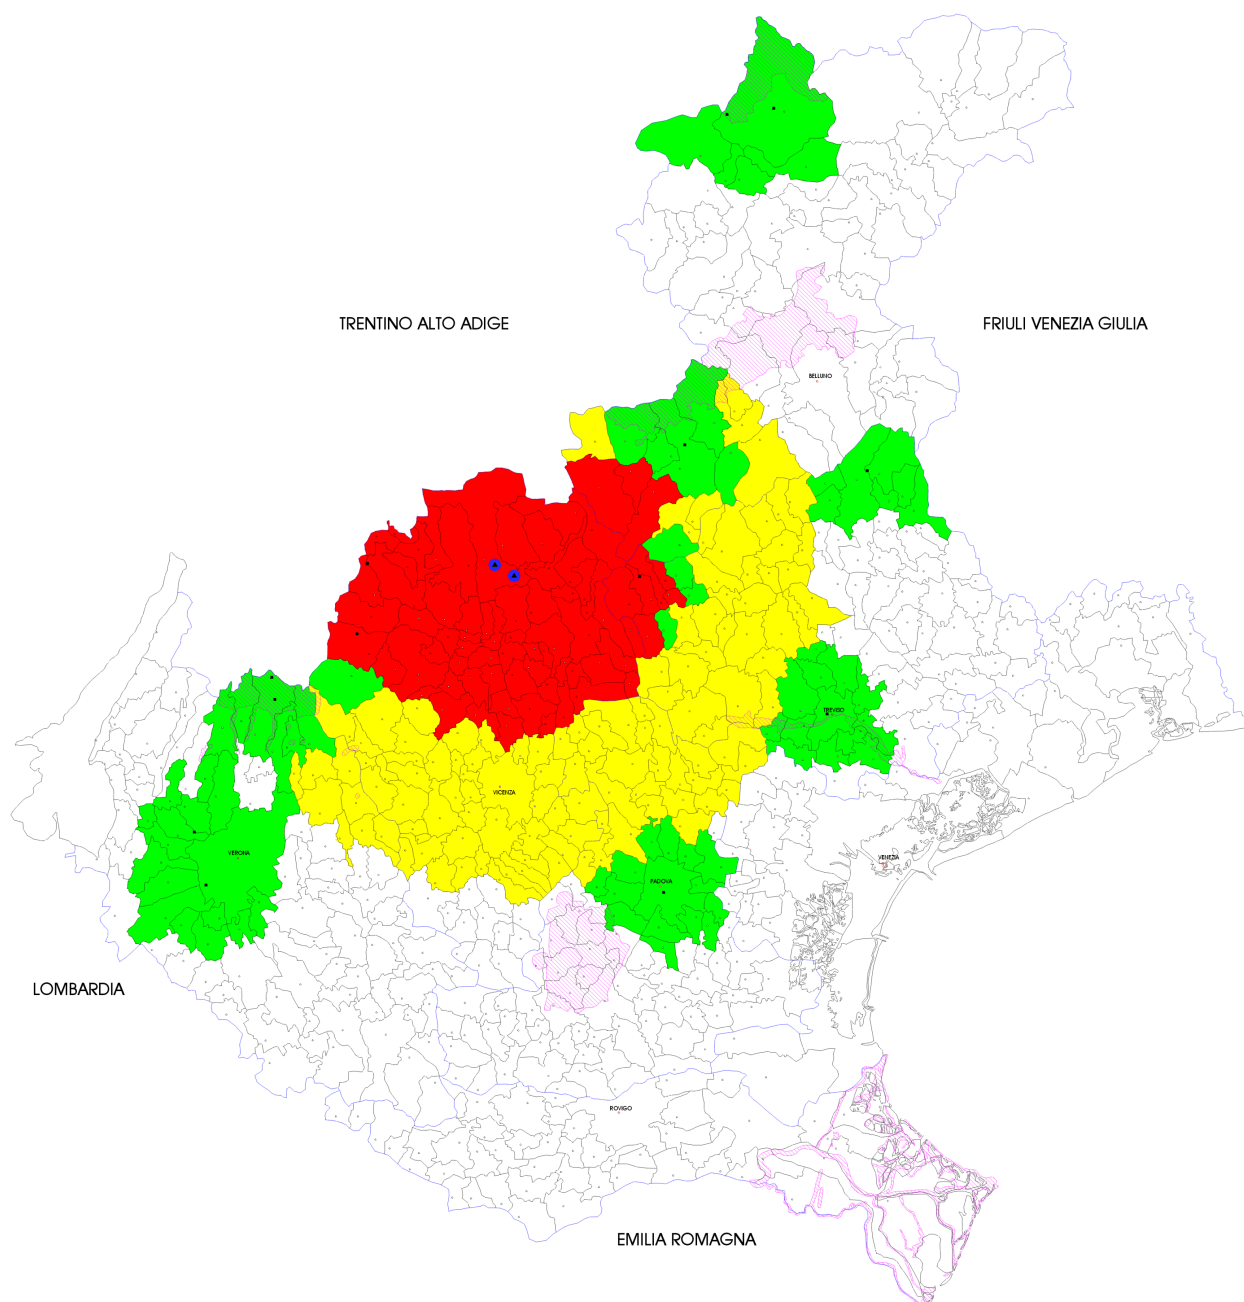 TRENTINO ALTO ADIGE
FRIULI VENEZIA GIULIA
BELLUNO
TREVISO
VICENZA
VERONA
VENEZIA
PADOVA
LOMBARDIA
ROVIGO
EMILIA ROMAGNA